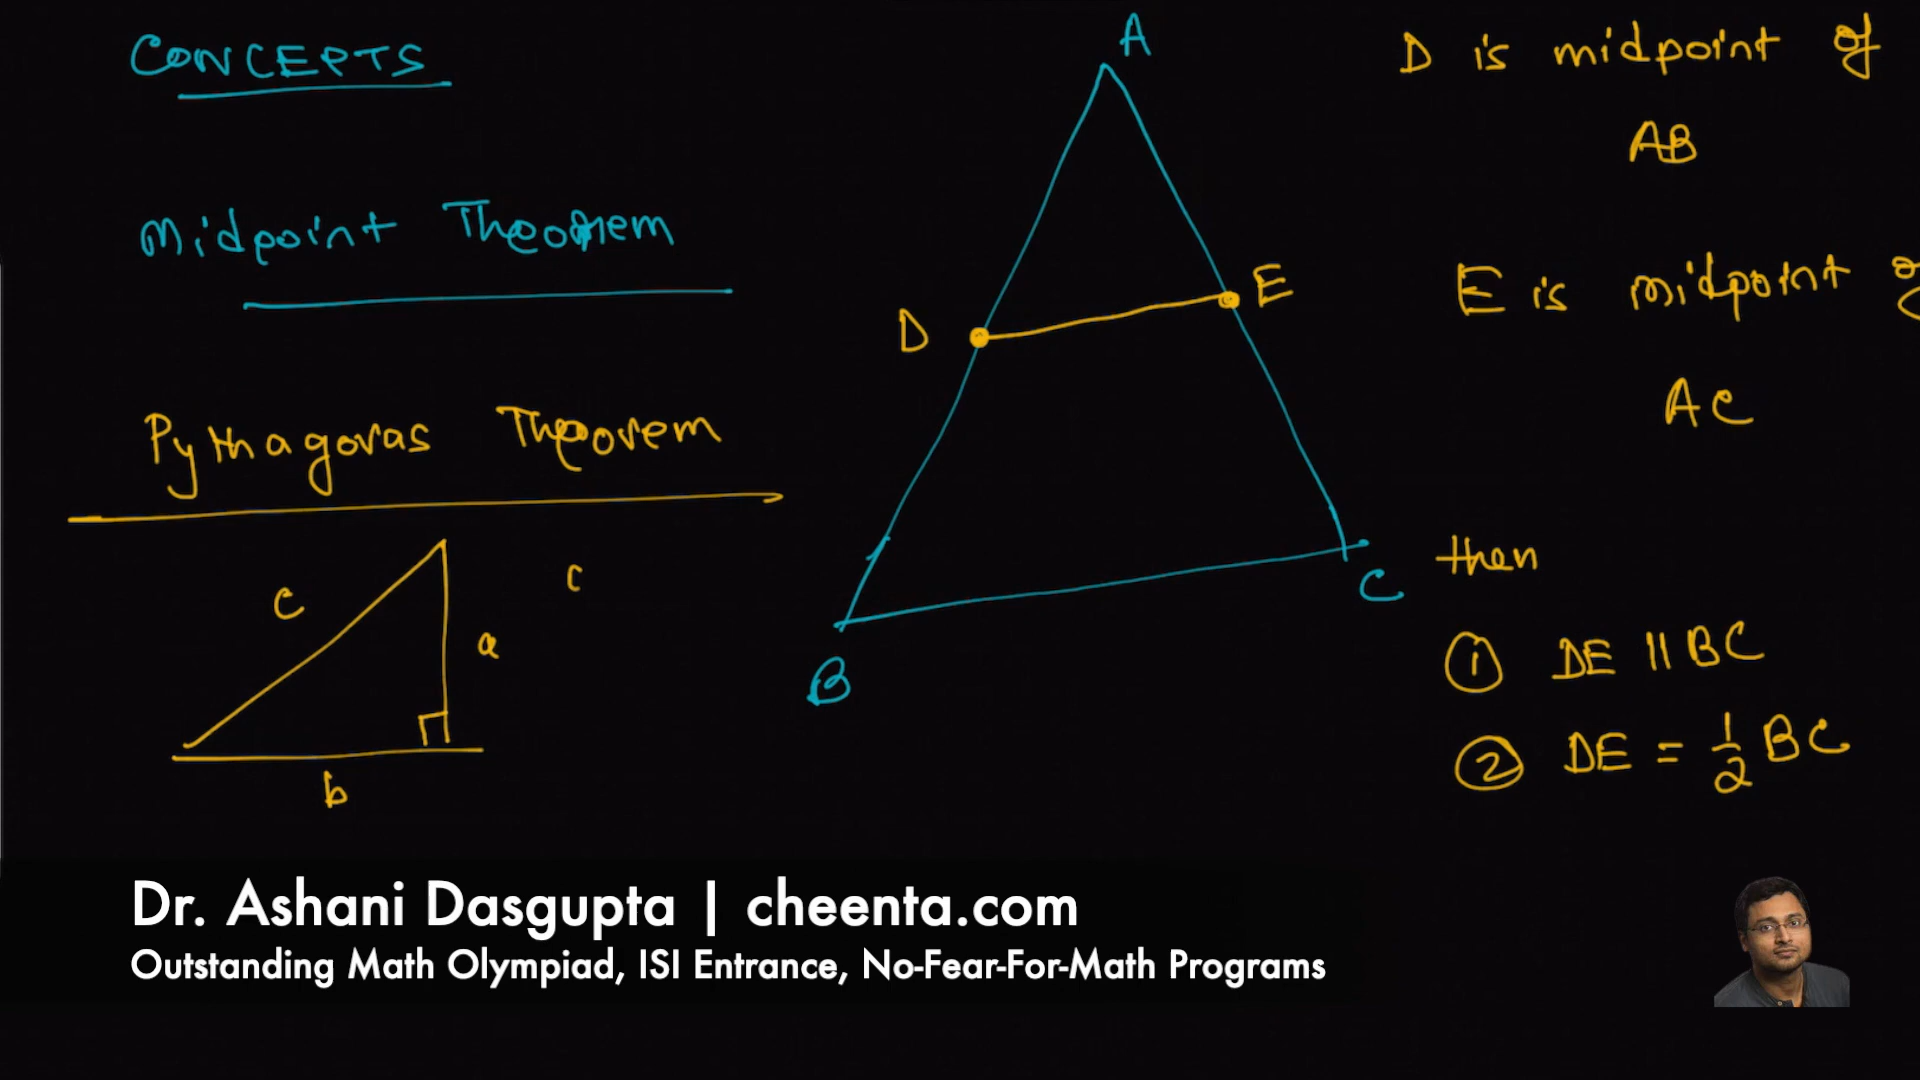 CONCEPTS
Midpoint Theorem
Pythagoras Theorem
c
c
a
b
A
D
E
B
C
D is midpoint of
AB
E is midpoint of
AC
then
① DE || BC
② DE = 1/2 BC
Dr. Ashani Dasgupta | cheenta.com
Outstanding Math Olympiad, ISI Entrance, No-Fear-For-Math Programs